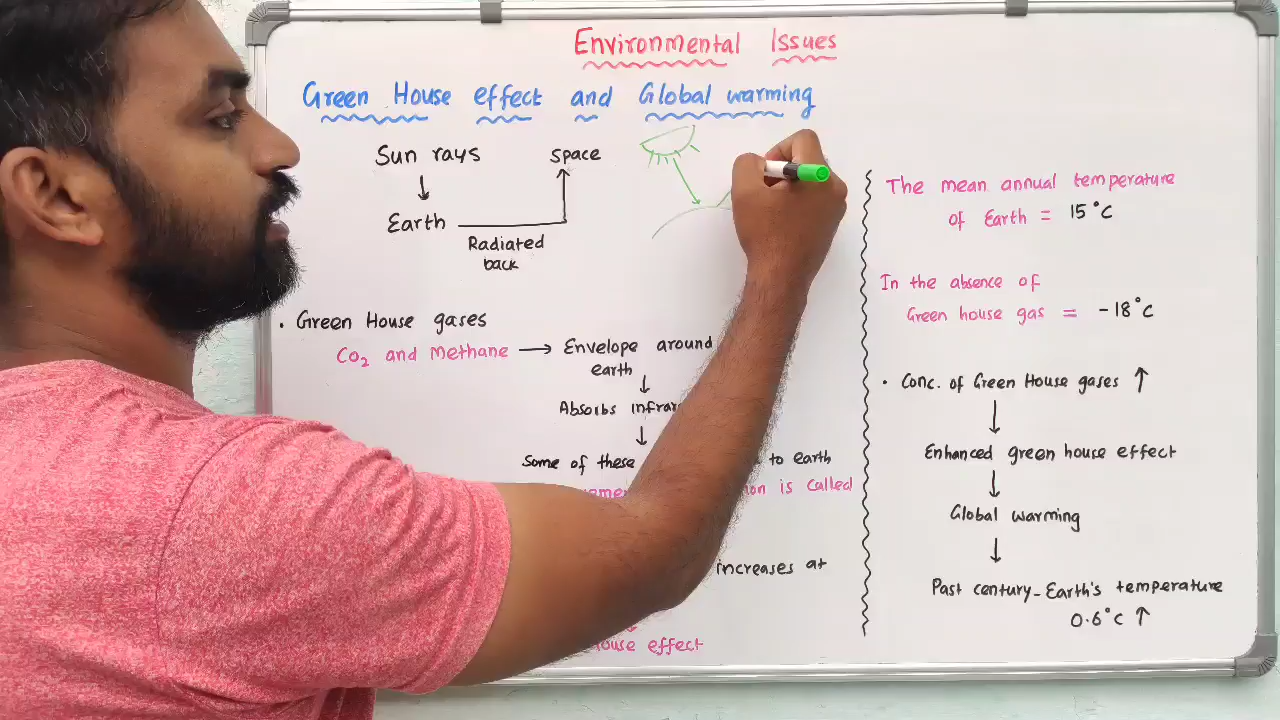 Environmental Issues
Green House effect and Global warming
Sun rays
space
Earth
Radiated
back
• Green House gases
Co₂ and Methane → Envelope around
earth
Absorbs
Some of these to earth
is called
increases at
effect
The mean annual temperature
of Earth = 15°C
In the absence of
Green house gas = -18°C
• Conc. of Green House gases ↑
Enhanced green house effect
Global warming
Past century - Earth's temperature
0.6°C ↑